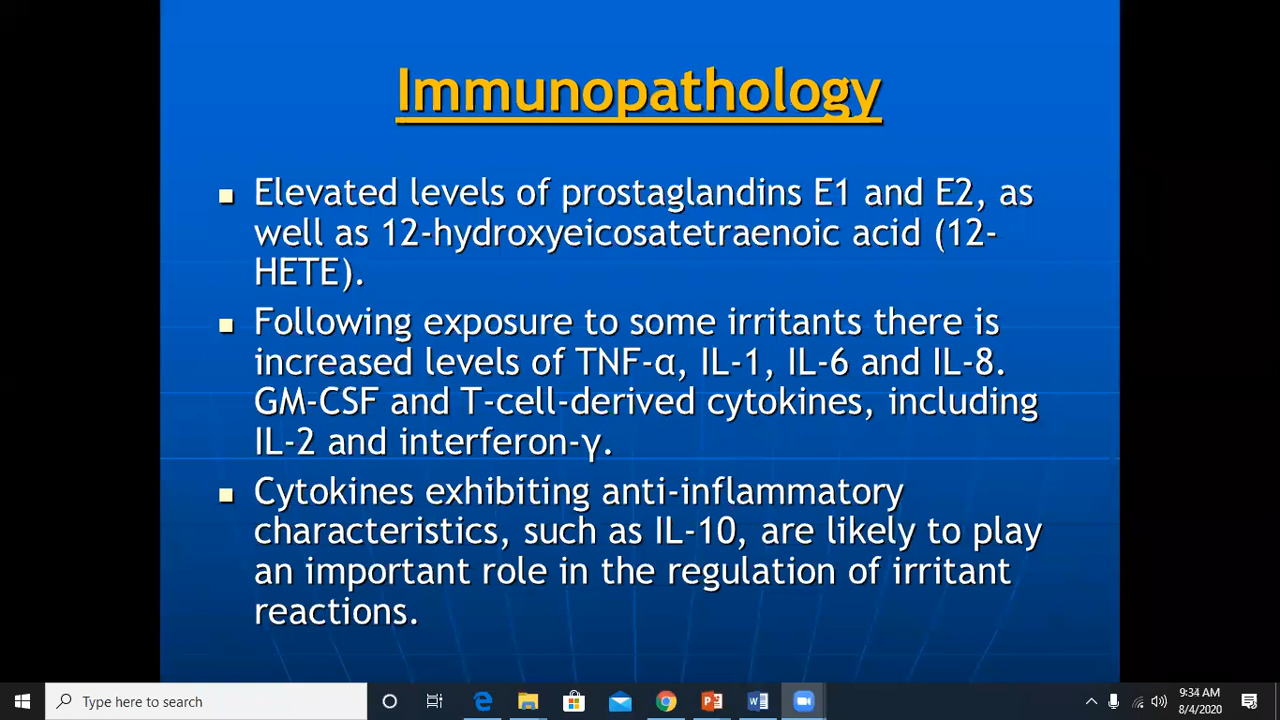 Immunopathology
Elevated levels of prostaglandins E1 and E2, as
well as 12-hydroxyeicosatetraenoic acid (12-
HETE).
Following exposure to some irritants there is
increased levels of TNF-α, IL-1, IL-6 and IL-8.
GM-CSF and T-cell-derived cytokines, including
IL-2 and interferon-γ.
Cytokines exhibiting anti-inflammatory
characteristics, such as IL-10, are likely to play
an important role in the regulation of irritant
reactions.
Type here to search
9:34 AM
8/4/2020